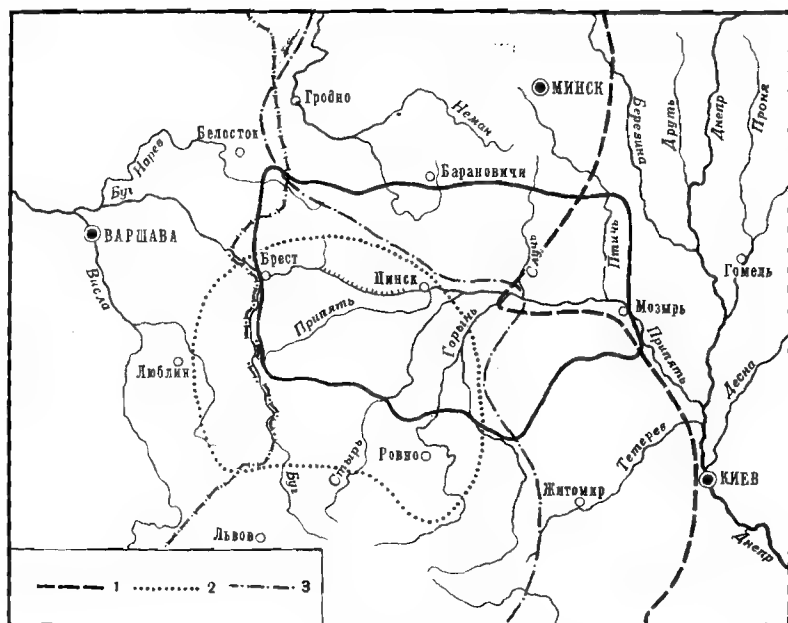 Гродно
МИНСК
Неман
Березина
Друть
Днепр
Проня
Белосток
Нарев
Барановичи
Буг
ВАРШАВА
Висла
Брест
Пинск
Случь
Птичь
Гомель
Мозырь
Припять
Горынь
Припять
Десна
Люблин
Стырь
Ровно
Тетерев
Буг
Житомир
КИЕВ
Львов
Днепр
1 2 3